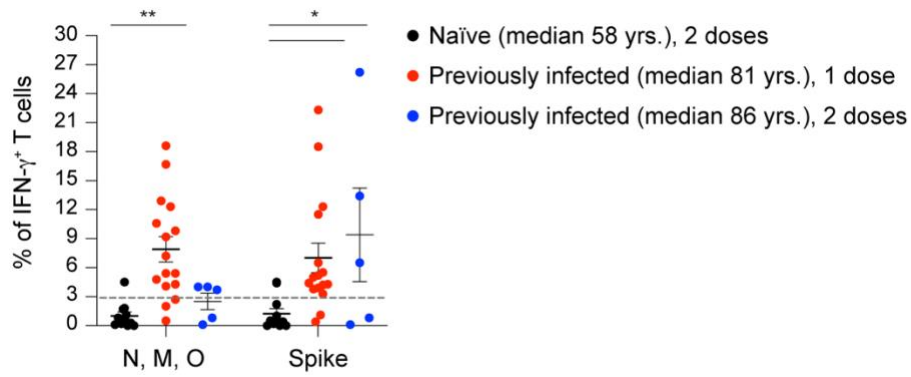 ** *
30
27
24
21
18
15
12
9
6
3
0
% of IFN-γ⁺ T cells
N, M, O Spike
Naïve (median 58 yrs.), 2 doses
Previously infected (median 81 yrs.), 1 dose
Previously infected (median 86 yrs.), 2 doses